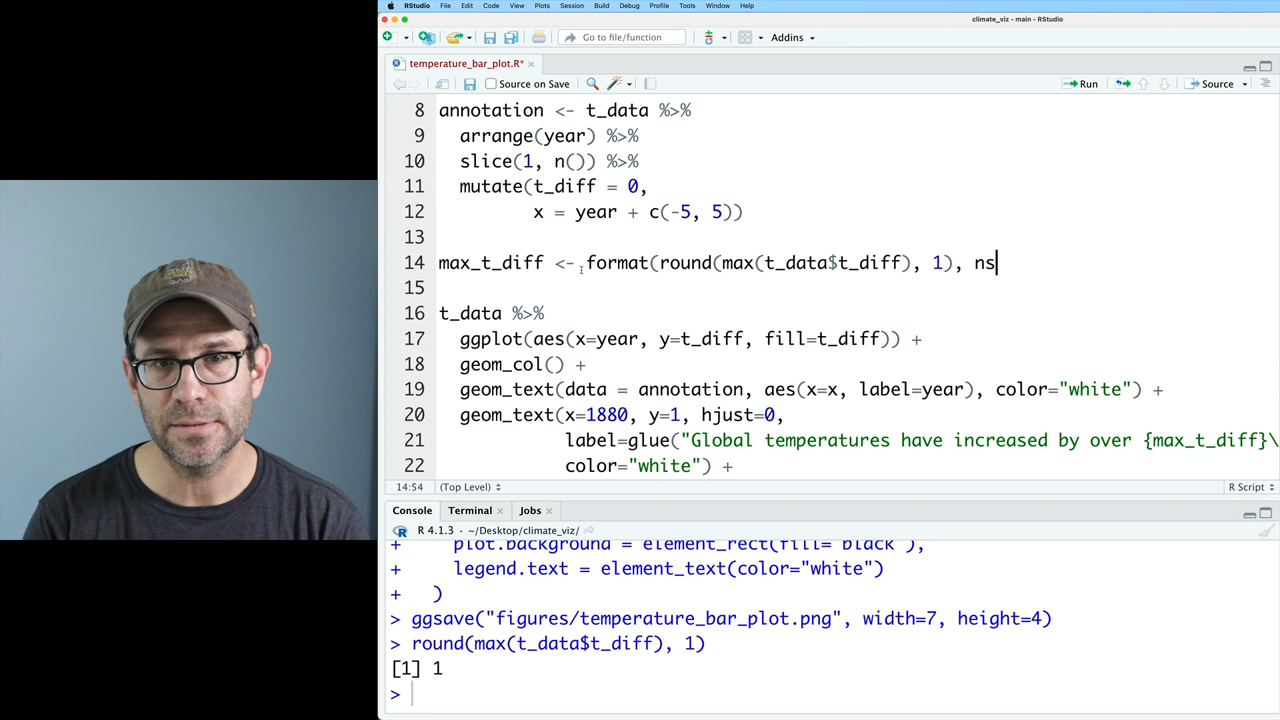 RStudio File Edit Code View Plots Session Build Debug Profile Tools Window Help
climate_viz - main - RStudio
Go to file/function Addins
temperature_bar_plot.R*
Source on Save Run Source
8 annotation <- t_data %>%
9 arrange(year) %>%
10 slice(1, n()) %>%
11 mutate(t_diff = 0,
12 x = year + c(-5, 5))
13
14 max_t_diff <- format(round(max(t_data$t_diff), 1), ns
15
16 t_data %>%
17 ggplot(aes(x=year, y=t_diff, fill=t_diff)) +
18 geom_col() +
19 geom_text(data = annotation, aes(x=x, label=year), color="white") +
20 geom_text(x=1880, y=1, hjust=0,
21 label=glue("Global temperatures have increased by over {max_t_diff}\
22 color="white") +
14:54 (Top Level) R Script
Console Terminal Jobs
R 4.1.3 · ~/Desktop/climate_viz/
+ plot.background = element_rect(fill="black"),
+ legend.text = element_text(color="white")
+ )
> ggsave("figures/temperature_bar_plot.png", width=7, height=4)
> round(max(t_data$t_diff), 1)
[1] 1
>